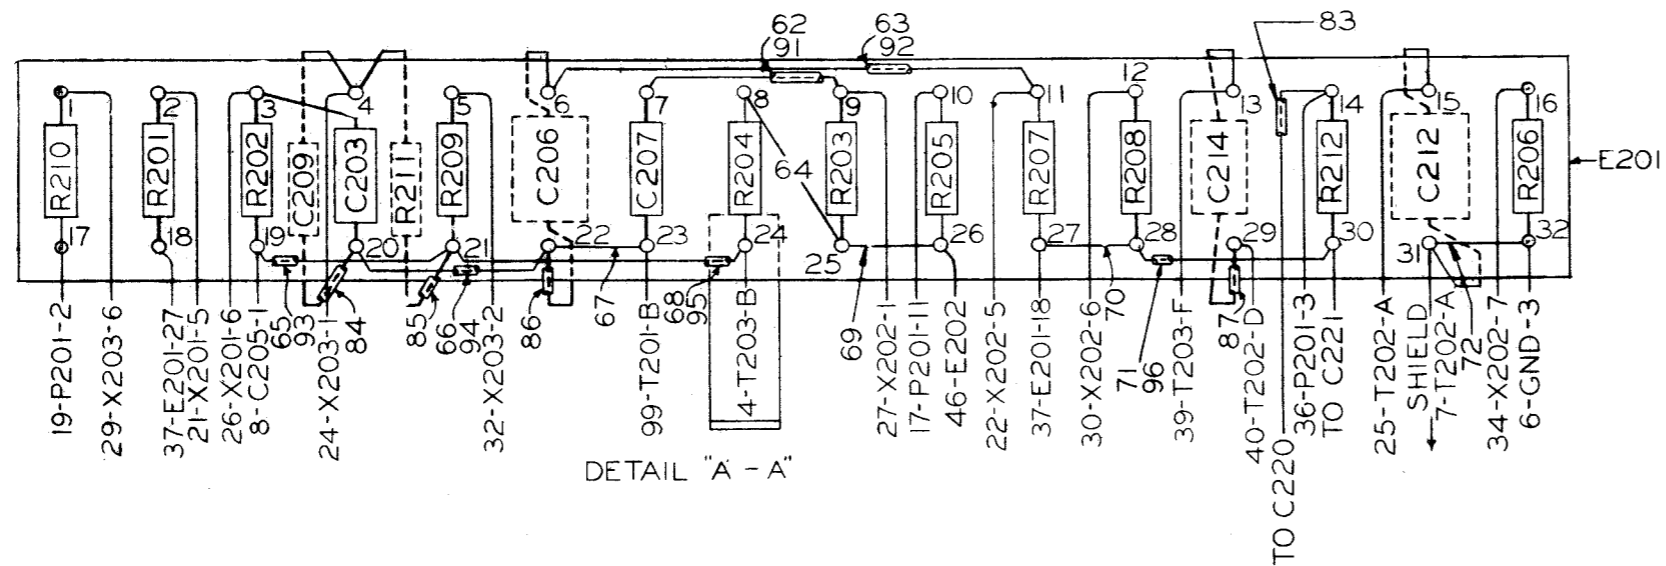 62
91
63
92
83
1
2
3
4
5
6
7
8
9
10
11
12
13
14
15
16
R210
R201
R202
C209
C203
R211
R209
C206
C207
R204
64
R203
R205
R207
R208
C214
R212
C212
R206
E201
17
18
19
20
21
22
23
24
25
26
27
28
29
30
31
32
19-P201-2
29-X203-6
37-E201-27
21-X201-5
26-X201-6
8-C205-1
65
93
24-X203-1
84
85
66
94
32-X203-2
86
67
99-T201-B
68
95
4-T203-B
69
27-X202-1
17-P201-11
46-E202
22-X202-5
37-E201-18
70
30-X202-6
71
96
39-T203-F
87
40-T202-D
TO C220
36-P201-3
TO C221
25-T202-A
SHIELD
7-T202-A
72
34-X202-7
6-GND-3
DETAIL "A - A"